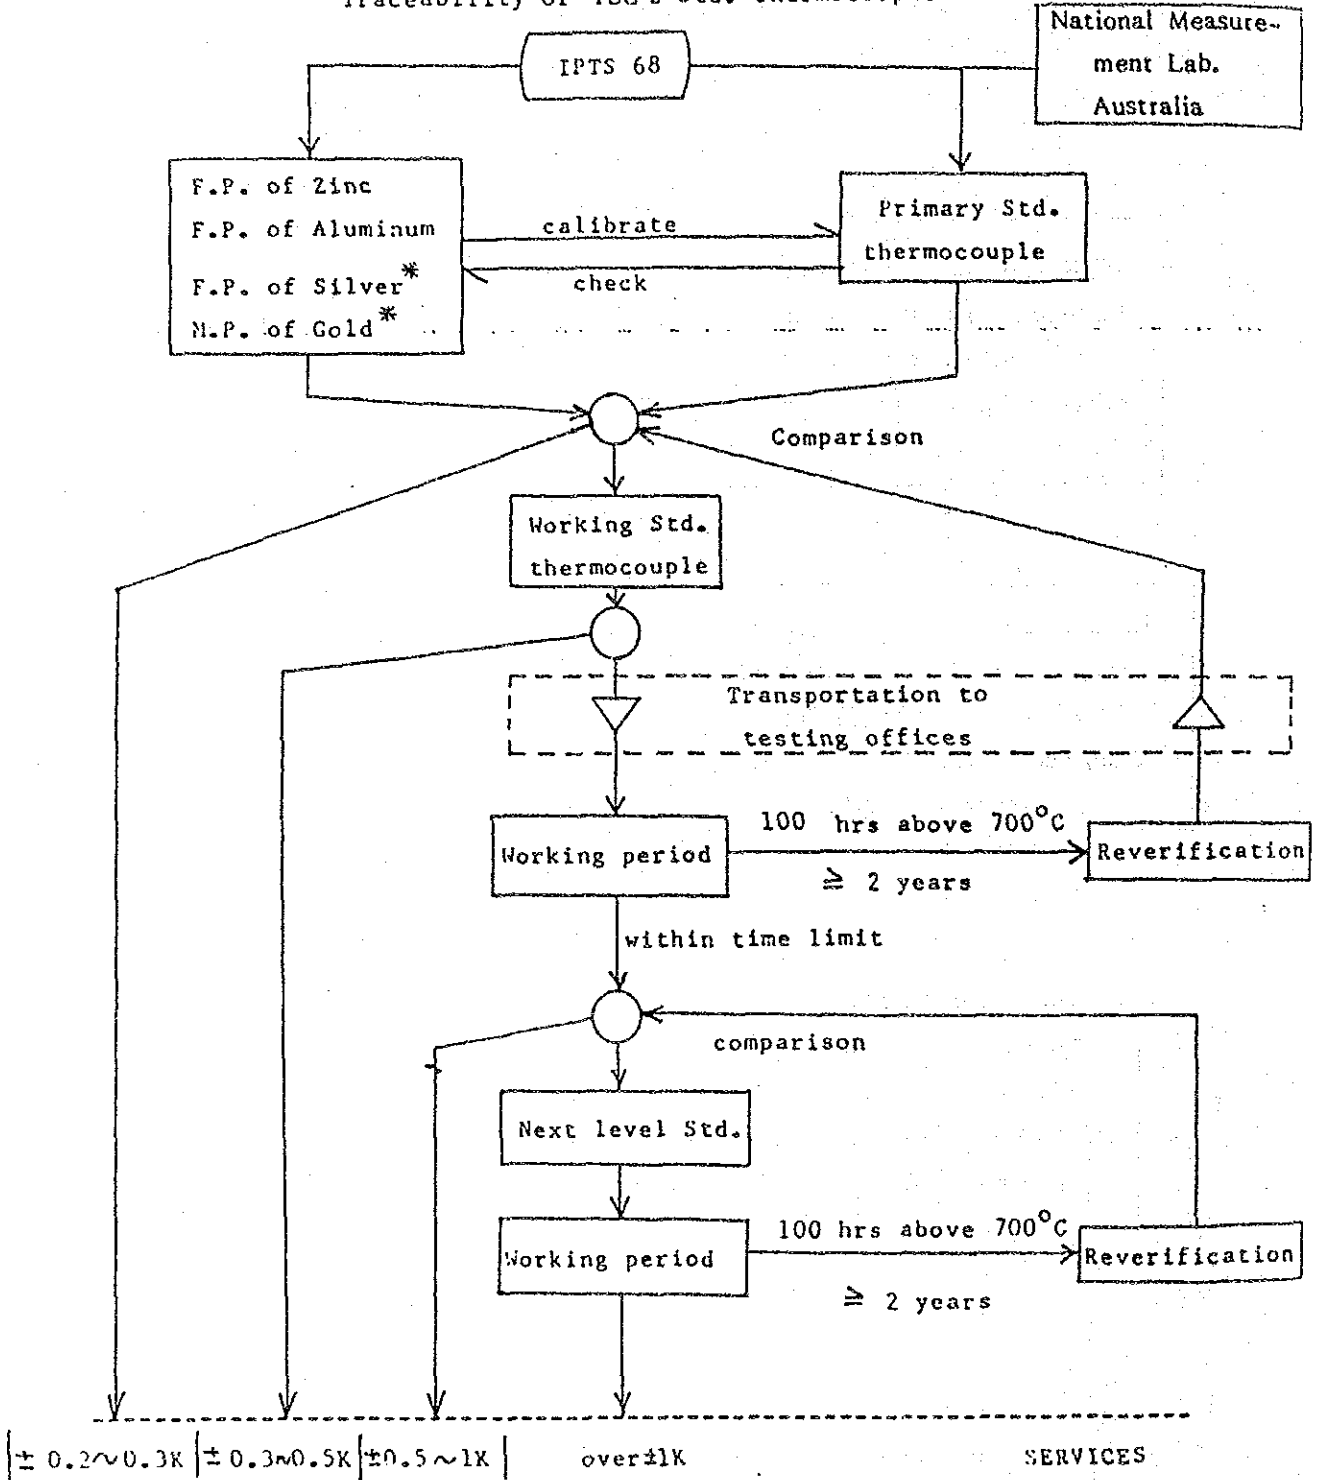 Traceability of
National Measure-
ment Lab.
Australia
IPTS 68
F.P. of Zinc
F.P. of Aluminum
F.P. of Silver*
M.P. of Gold*
calibrate
check
Primary Std.
thermocouple
Comparison
Working Std.
thermocouple
Transportation to
testing offices
Working period
100 hrs above 700°C
≧ 2 years
Reverification
within time limit
comparison
Next level Std.
Working period
100 hrs above 700°C
≧ 2 years
Reverification
± 0.2~0.3K
± 0.3~0.5K
±0.5~1K
over±1K
SERVICES